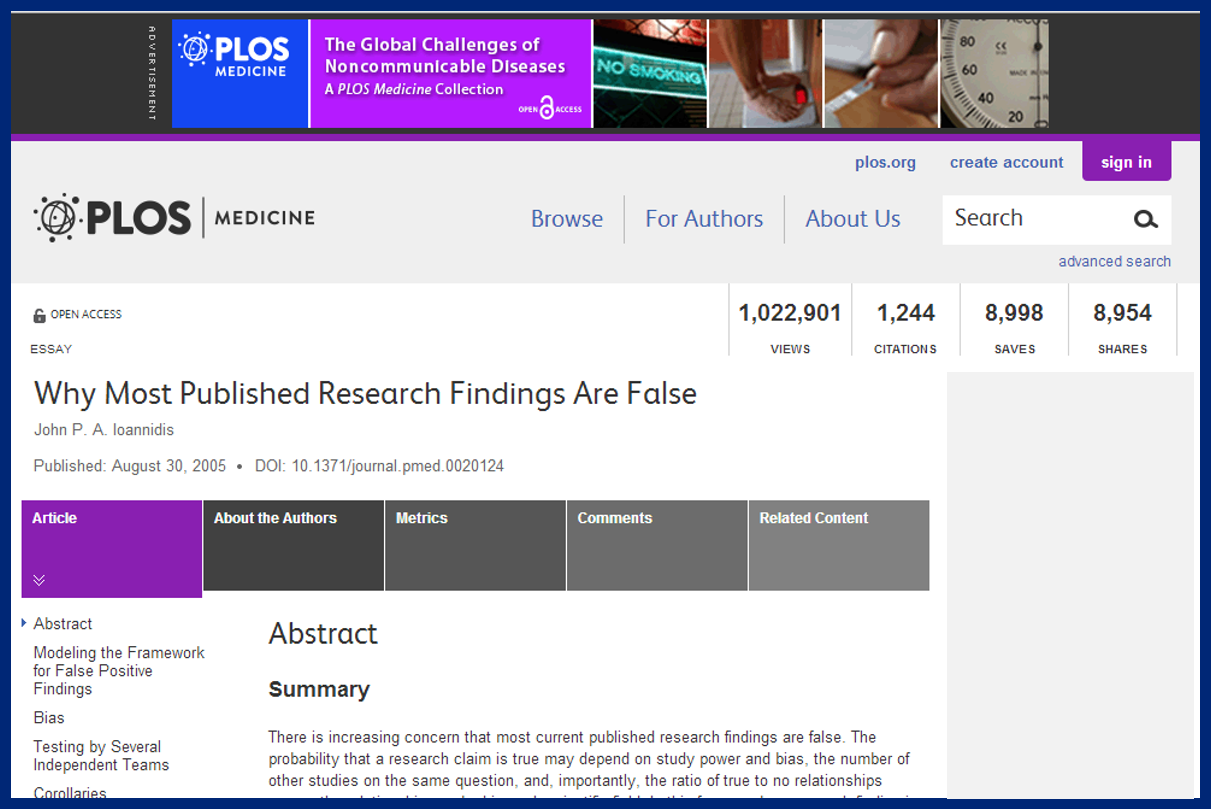 ADVERTISEMENT
PLOS
MEDICINE
The Global Challenges of
Noncommunicable Diseases
A PLOS Medicine Collection
OPEN ACCESS
NO SMOKING
80
60
40
20
MADE IN
plos.org
create account
sign in
PLOS MEDICINE
Browse
For Authors
About Us
Search
advanced search
OPEN ACCESS
1,022,901
VIEWS
1,244
CITATIONS
8,998
SAVES
8,954
SHARES
ESSAY
Why Most Published Research Findings Are False
John P. A. Ioannidis
Published: August 30, 2005 • DOI: 10.1371/journal.pmed.0020124
Article
About the Authors
Metrics
Comments
Related Content
Abstract
Modeling the Framework
for False Positive
Findings
Bias
Testing by Several
Independent Teams
Corollaries
Abstract
Summary
There is increasing concern that most current published research findings are false. The
probability that a research claim is true may depend on study power and bias, the number of
other studies on the same question, and, importantly, the ratio of true to no relationships